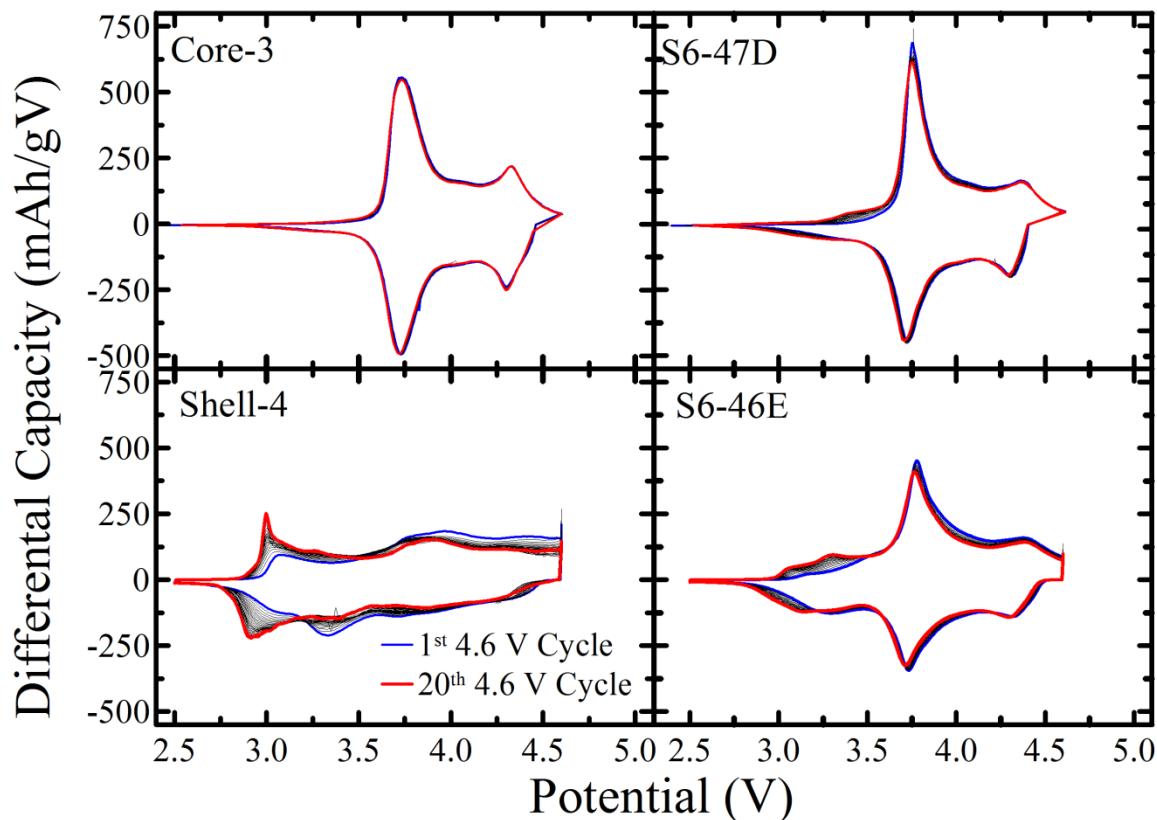 Differental Capacity (mAh/gV)
Core-3
S6-47D
750
500
250
0
-250
-500
Shell-4
S6-46E
750
500
250
0
-250
-500
1st 4.6 V Cycle
20th 4.6 V Cycle
2.5 3.0 3.5 4.0 4.5 5.0 2.5 3.0 3.5 4.0 4.5 5.0
Potential (V)